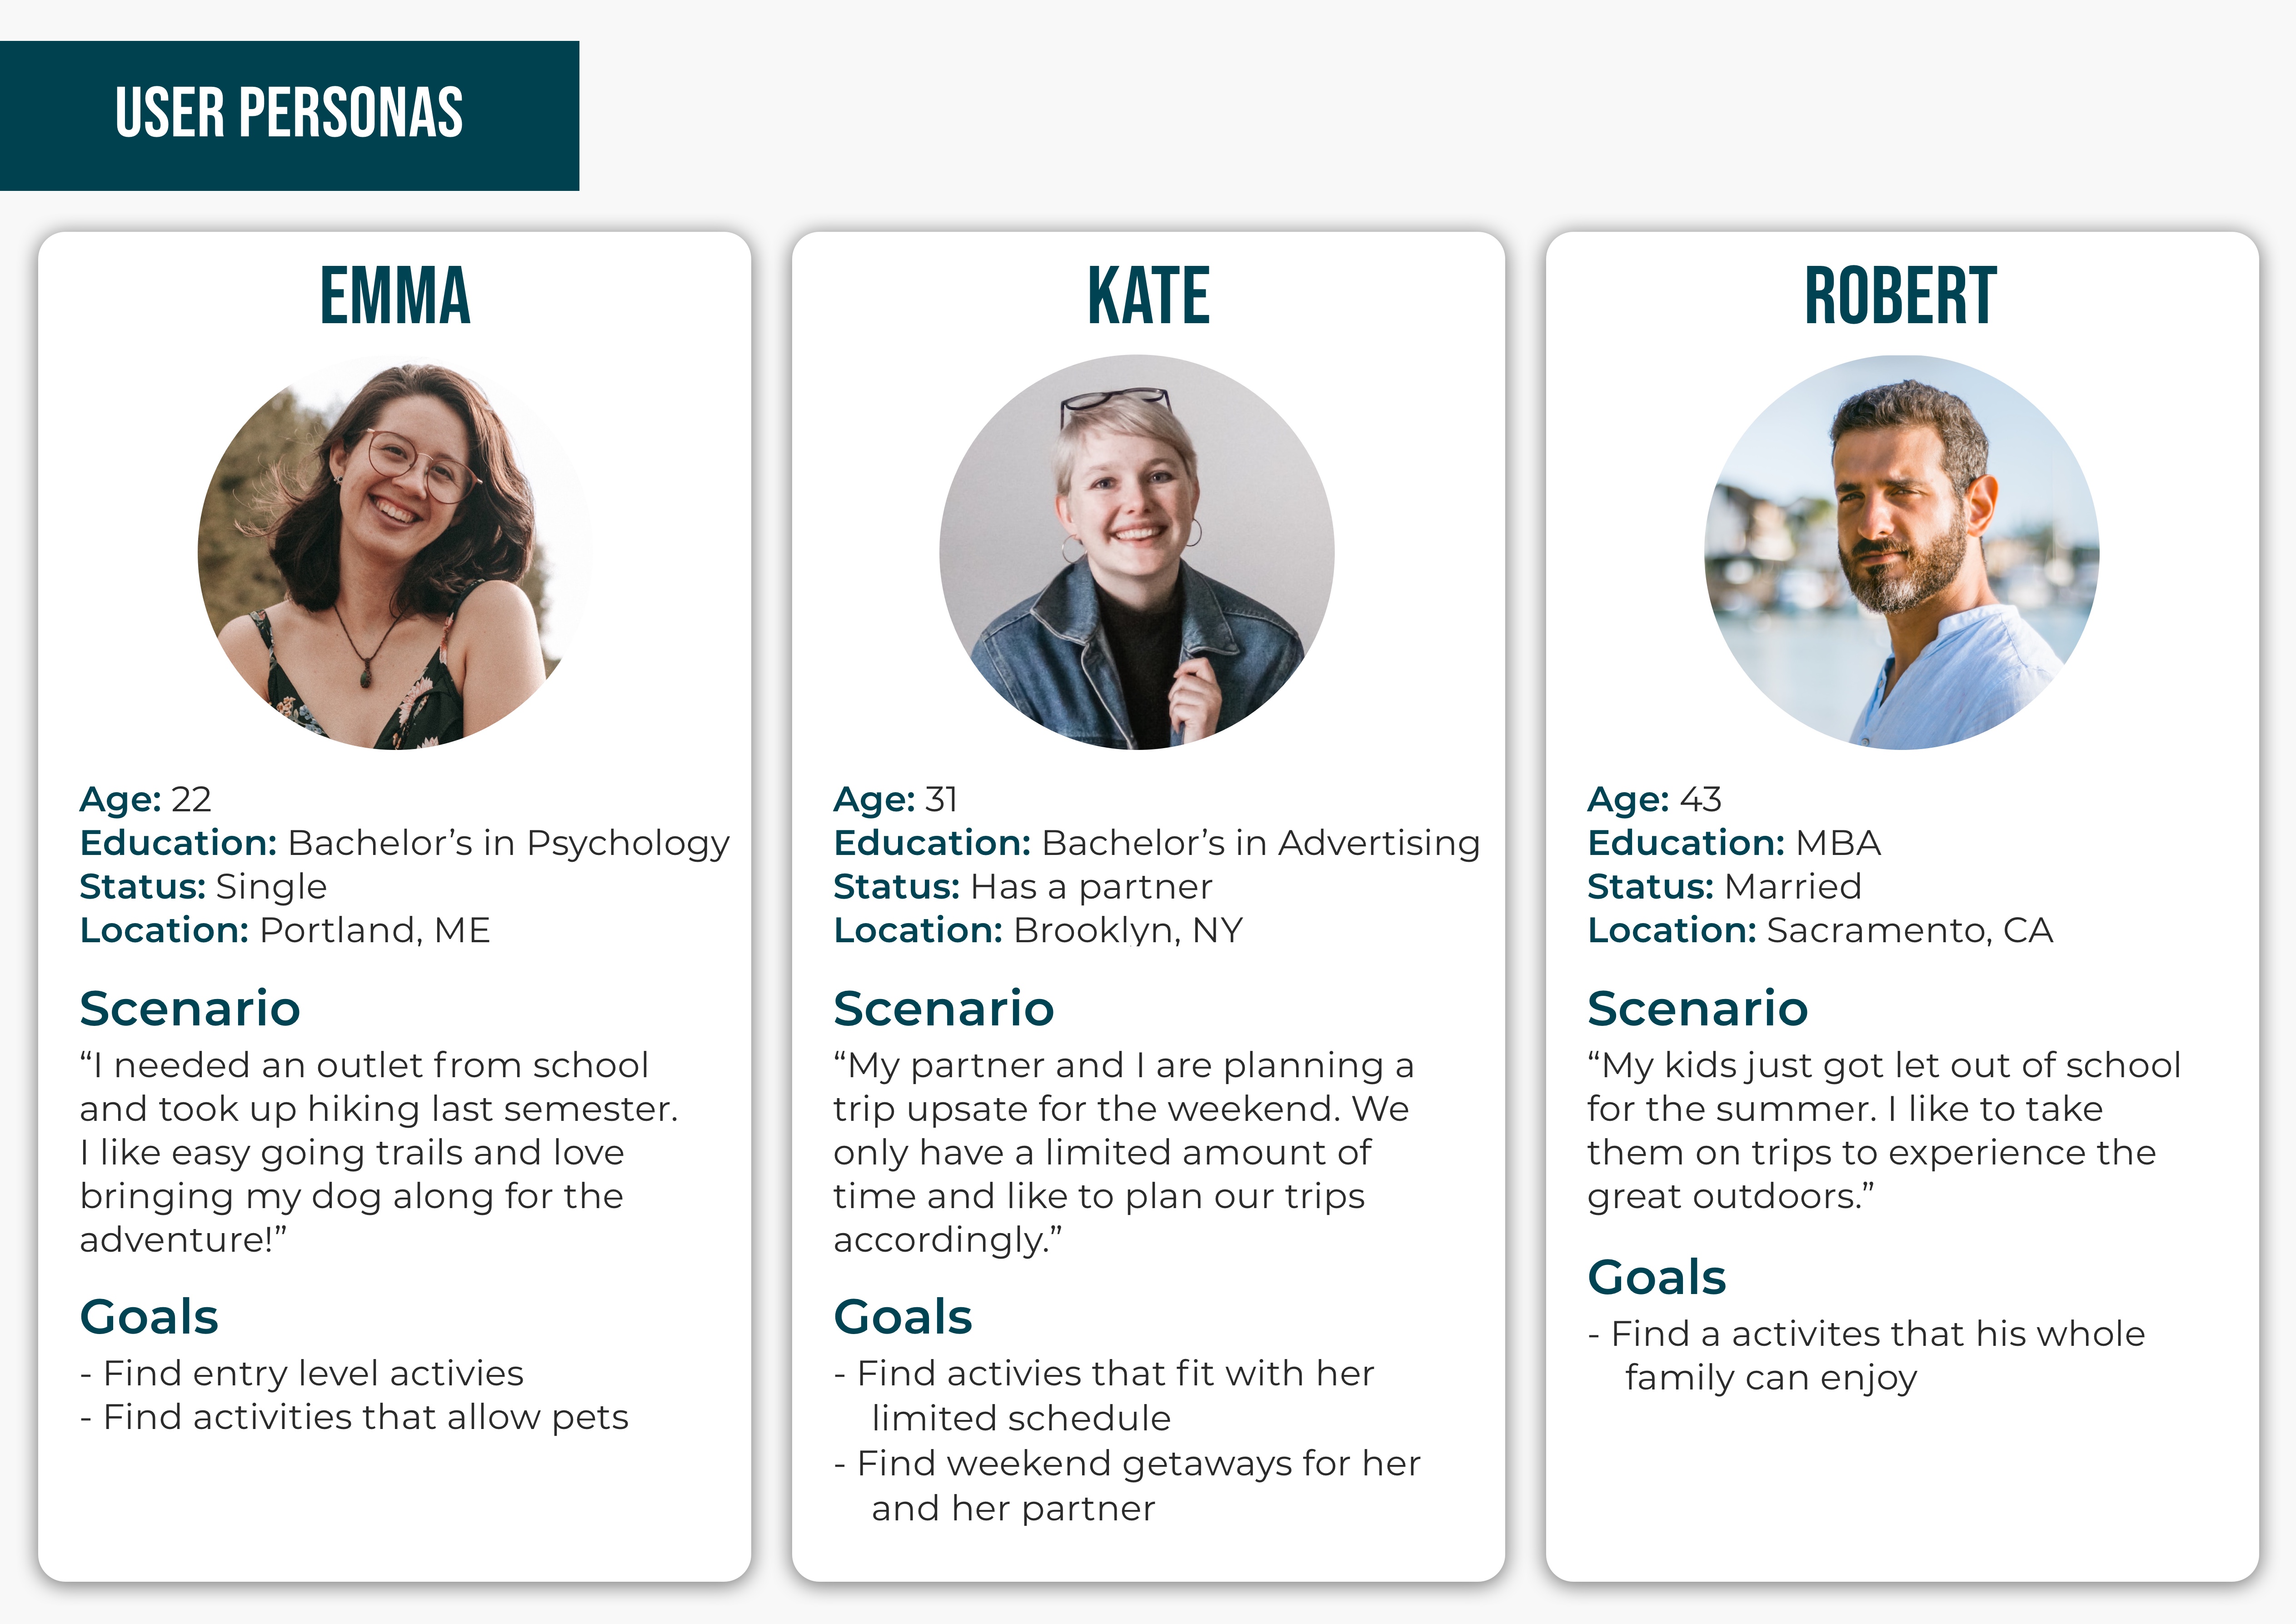 USER PERSONAS
EMMA
Age: 22
Education: Bachelor’s in Psychology
Status: Single
Location: Portland, ME
Scenario
“I needed an outlet from school
and took up hiking last semester.
I like easy going trails and love
bringing my dog along for the
adventure!”
Goals
- Find entry level activies
- Find activities that allow pets
KATE
Age: 31
Education: Bachelor’s in Advertising
Status: Has a partner
Location: Brooklyn, NY
Scenario
“My partner and I are planning a
trip upsate for the weekend. We
only have a limited amount of
time and like to plan our trips
accordingly.”
Goals
- Find activies that fit with her
limited schedule
- Find weekend getaways for her
and her partner
ROBERT
Age: 43
Education: MBA
Status: Married
Location: Sacramento, CA
Scenario
“My kids just got let out of school
for the summer. I like to take
them on trips to experience the
great outdoors.”
Goals
- Find a activites that his whole
family can enjoy